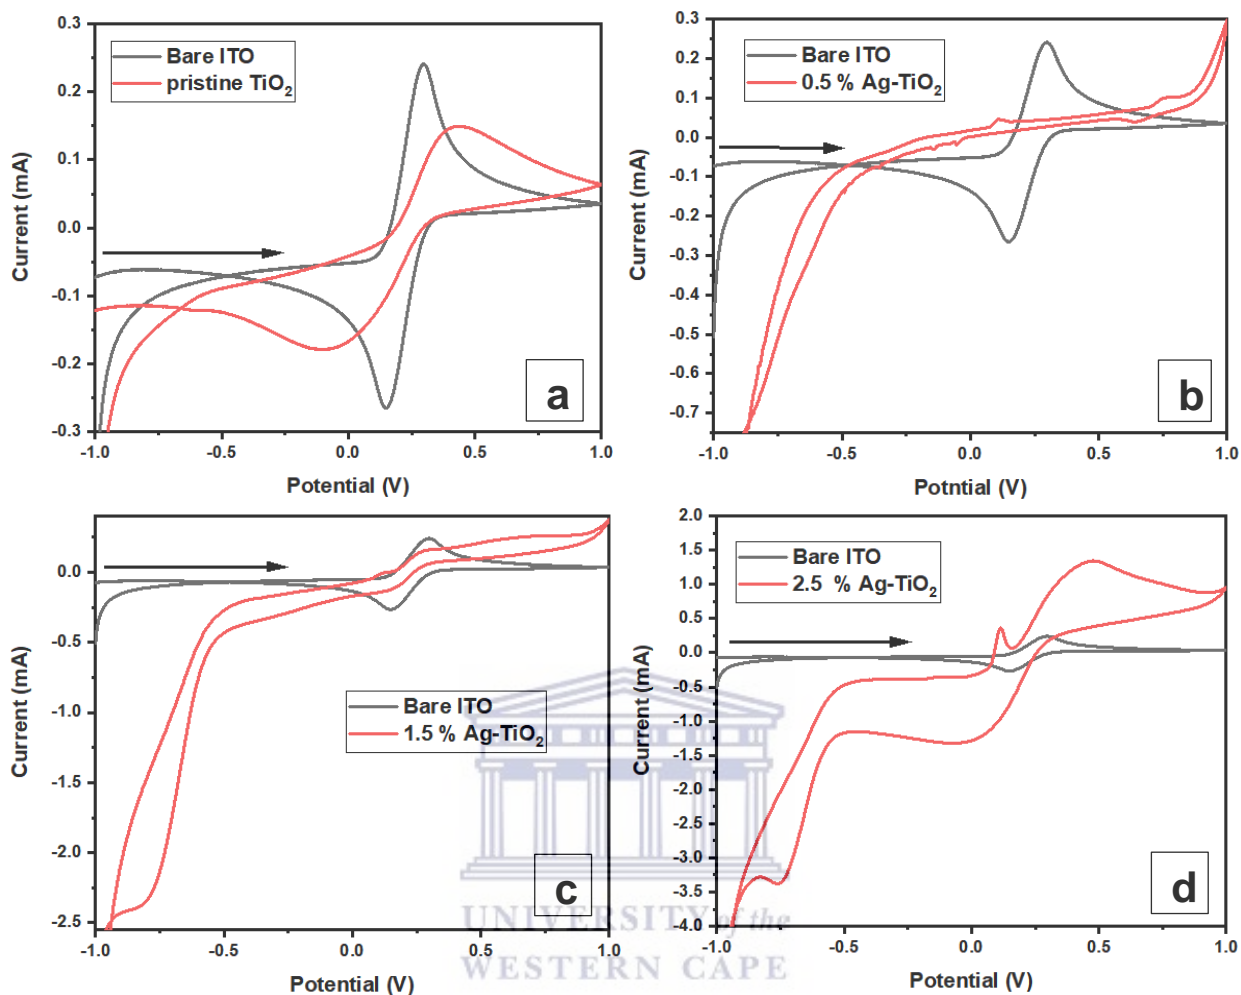 0.3
0.2
0.1
0.0
-0.1
-0.2
-0.3
Current (mA)
Bare ITO
pristine TiO₂
a
-1.0 -0.5 0.0 0.5 1.0
Potential (V)
0.3
0.2
0.1
0.0
-0.1
-0.2
-0.3
-0.4
-0.5
-0.6
-0.7
Current (mA)
Bare ITO
0.5 % Ag-TiO₂
b
-1.0 -0.5 0.0 0.5 1.0
Potntial (V)
0.0
-0.5
-1.0
-1.5
-2.0
-2.5
Current (mA)
Bare ITO
1.5 % Ag-TiO₂
c
-1.0 -0.5 0.0 0.5 1.0
Potential (V)
2.0
1.5
1.0
0.5
0.0
-0.5
-1.0
-1.5
-2.0
-2.5
-3.0
-3.5
-4.0
Current (mA)
Bare ITO
2.5 % Ag-TiO₂
d
-1.0 -0.5 0.0 0.5 1.0
Potential (V)
UNIVERSITY of the
WESTERN CAPE